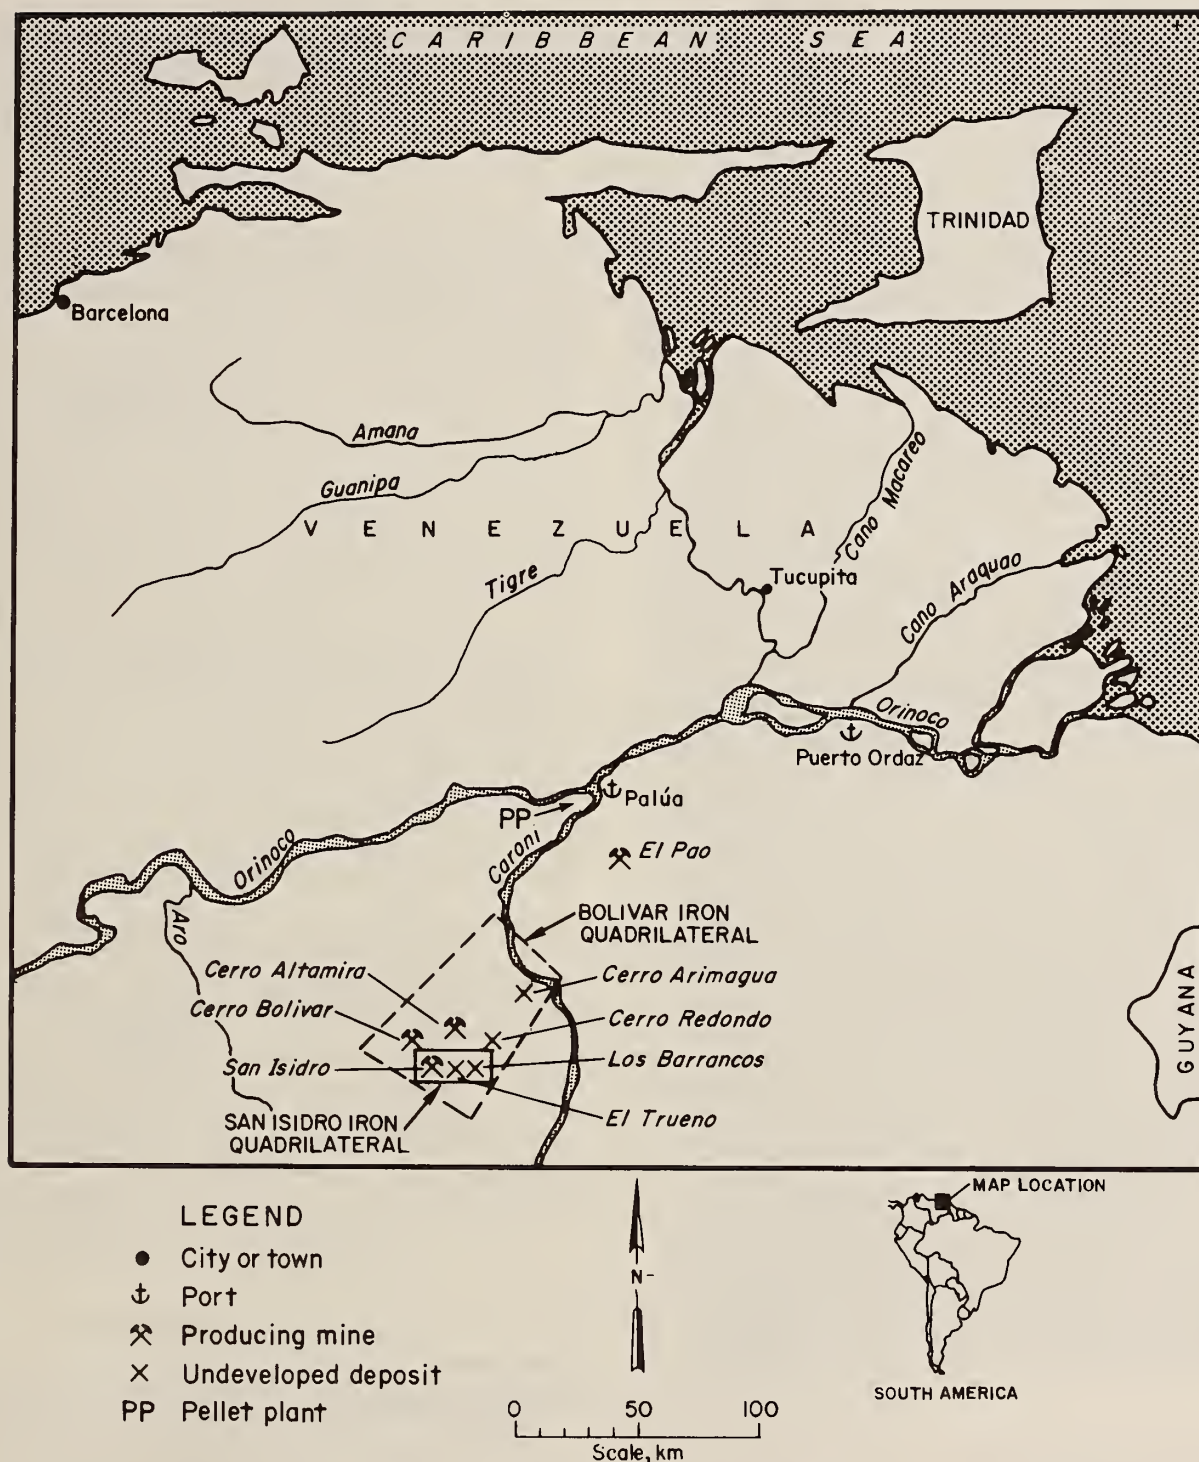 CARIBBEAN SEA
TRINIDAD
Barcelona
Amana
Guanipa
Cano Macareo
VENEZUELA
Tigre
Tucupita
Cano Araquao
Orinoco
Puerto Ordaz
Palúa
PP
Caroni
El Pao
Orinoco
Aro
BOLIVAR IRON
QUADRILATERAL
Cerro Altamira
Cerro Arimagua
Cerro Bolivar
Cerro Redondo
San Isidro
Los Barrancos
El Trueno
SAN ISIDRO IRON
QUADRILATERAL
GUYANA
LEGEND
City or town
Port
Producing mine
Undeveloped deposit
PP Pellet plant
N
0 50 100
Scale, km
MAP LOCATION
SOUTH AMERICA